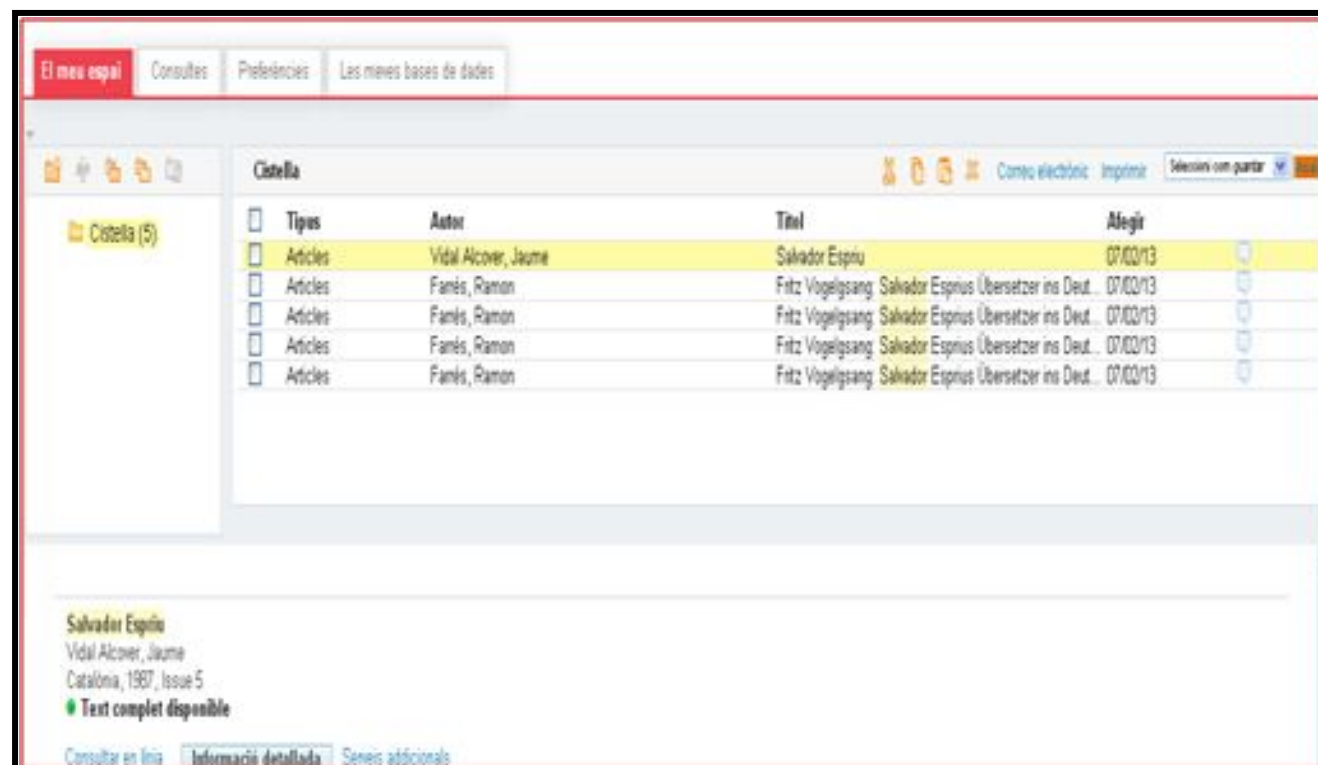 El meu espai Consultes Preferències Les meves bases de dades
Cistella Correu electrònic Imprimir Seleccioni com guardar
Cistella (5)
Tipus Autor Títol Afegir
Articles Vidal Alcover, Jaume Salvador Espriu 07/02/13
Articles Farrés, Ramon Fritz Vogelgsang: Salvador Esprius Übersetzer ins Deut... 07/02/13
Articles Farrés, Ramon Fritz Vogelgsang: Salvador Esprius Übersetzer ins Deut... 07/02/13
Articles Farrés, Ramon Fritz Vogelgsang: Salvador Esprius Übersetzer ins Deut... 07/02/13
Articles Farrés, Ramon Fritz Vogelgsang: Salvador Esprius Übersetzer ins Deut... 07/02/13
Salvador Espriu
Vidal Alcover, Jaume
Catalònia, 1987, Issue 5
Text complet disponible
Consultar en línia Informació detallada Serveis addicionals